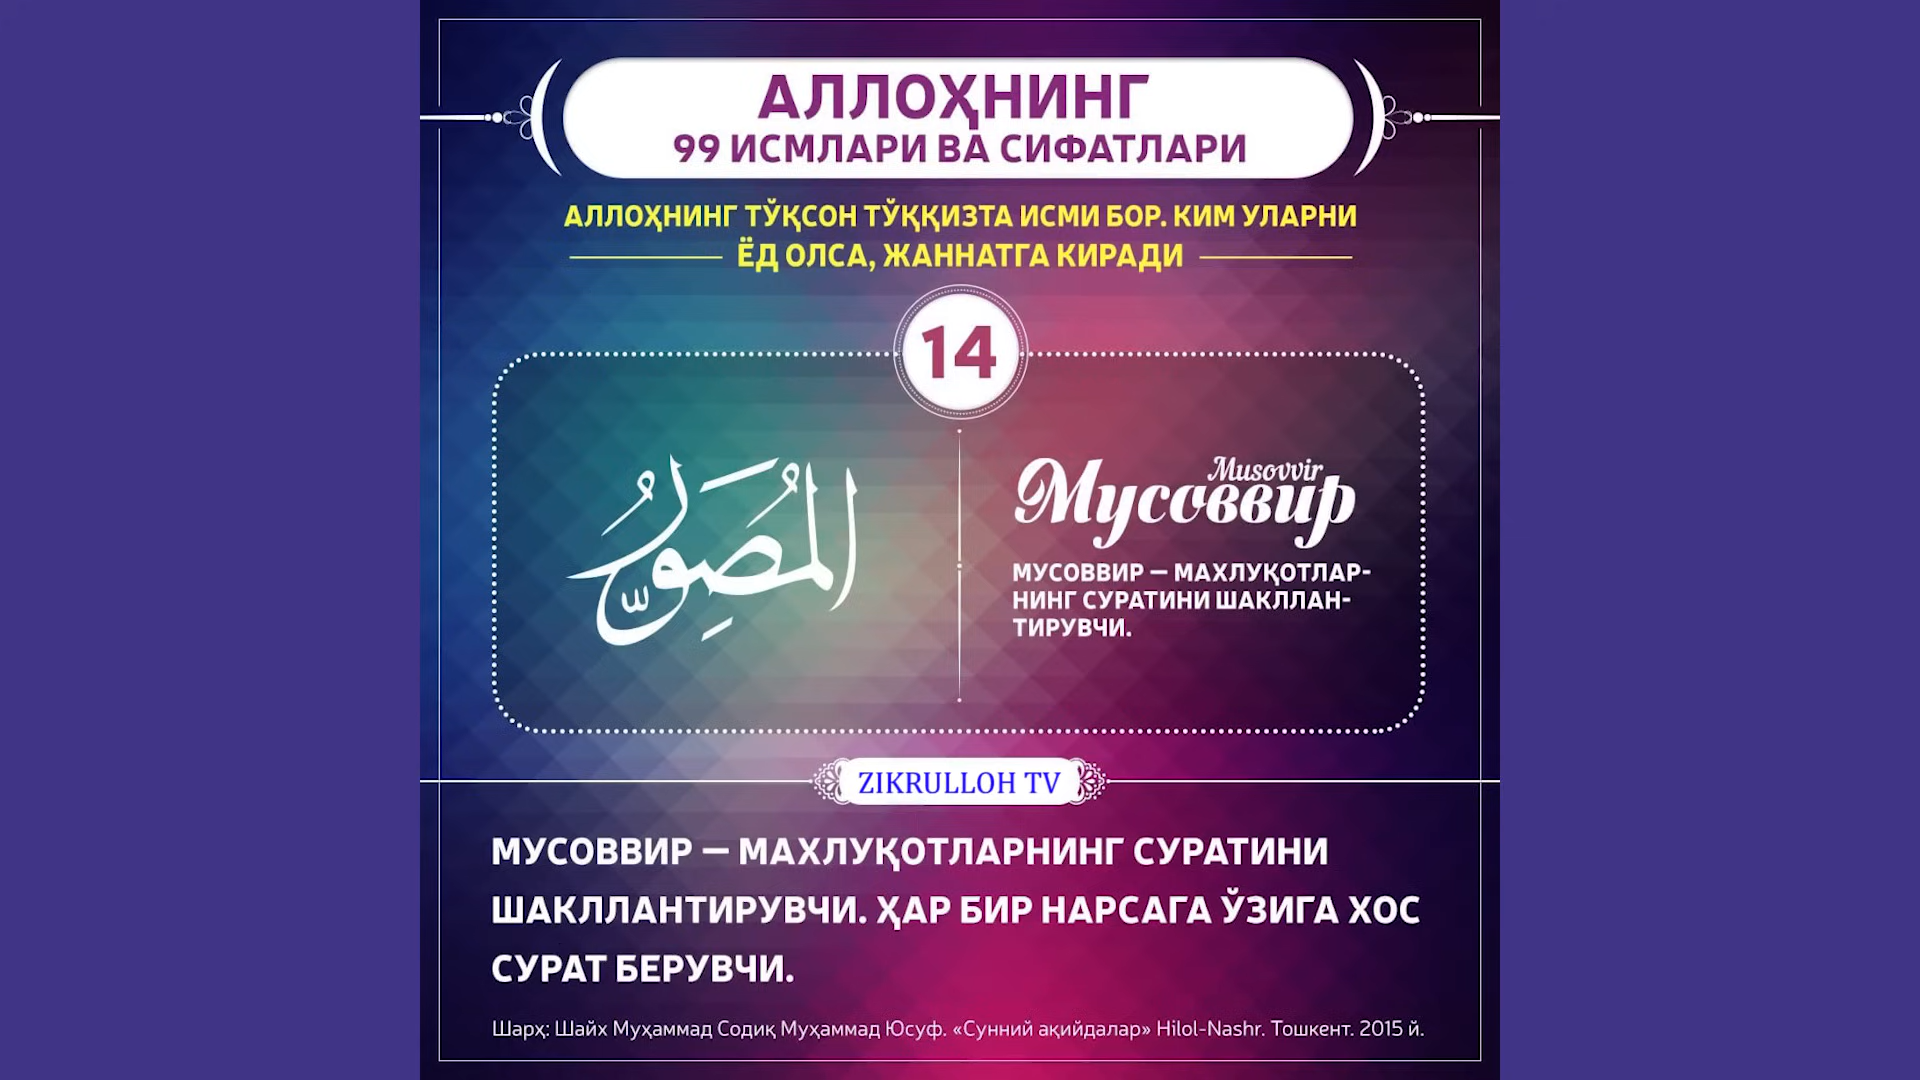 АЛЛОҲНИНГ
99 ИСМЛАРИ ВА СИФАТЛАРИ
АЛЛОҲНИНГ ТЎҚСОН ТЎҚҚИЗТА ИСМИ БОР. КИМ УЛАРНИ
ЁД ОЛСА, ЖАННАТГА КИРАДИ
14
المُصَوِّرُ
Musovvir
Мусоввир
МУСОВВИР – МАХЛУҚОТЛАР-
НИНГ СУРАТИНИ ШАКЛЛАН-
ТИРУВЧИ.
ZIKRULLOH TV
МУСОВВИР – МАХЛУҚОТЛАРНИНГ СУРАТИНИ
ШАКЛЛАНТИРУВЧИ. ҲАР БИР НАРСАГА ЎЗИГА ХОС
СУРАТ БЕРУВЧИ.
Шарҳ: Шайх Муҳаммад Содиқ Муҳаммад Юсуф. «Сунний ақийдалар» Hilol-Nashr. Тошкент. 2015 й.